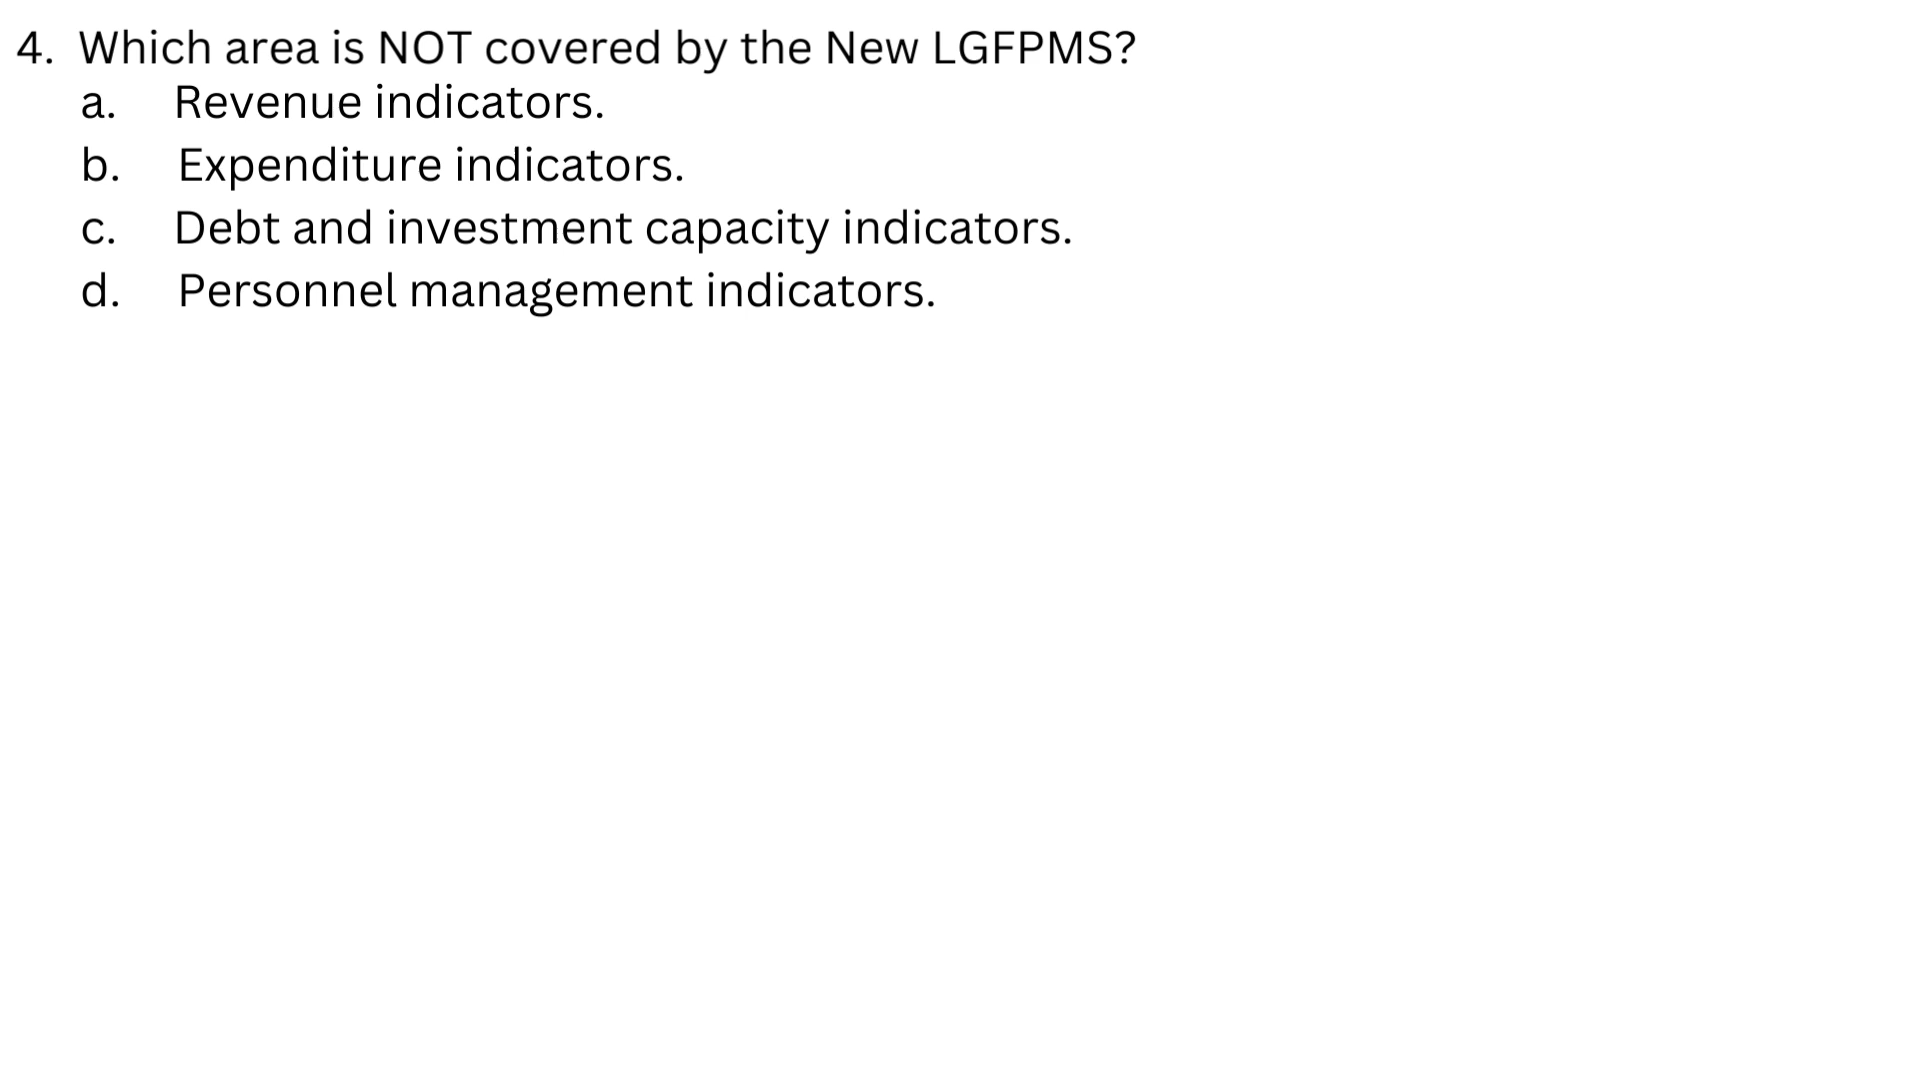 4. Which area is NOT covered by the New LGFPMS?
a. Revenue indicators.
b. Expenditure indicators.
c. Debt and investment capacity indicators.
d. Personnel management indicators.